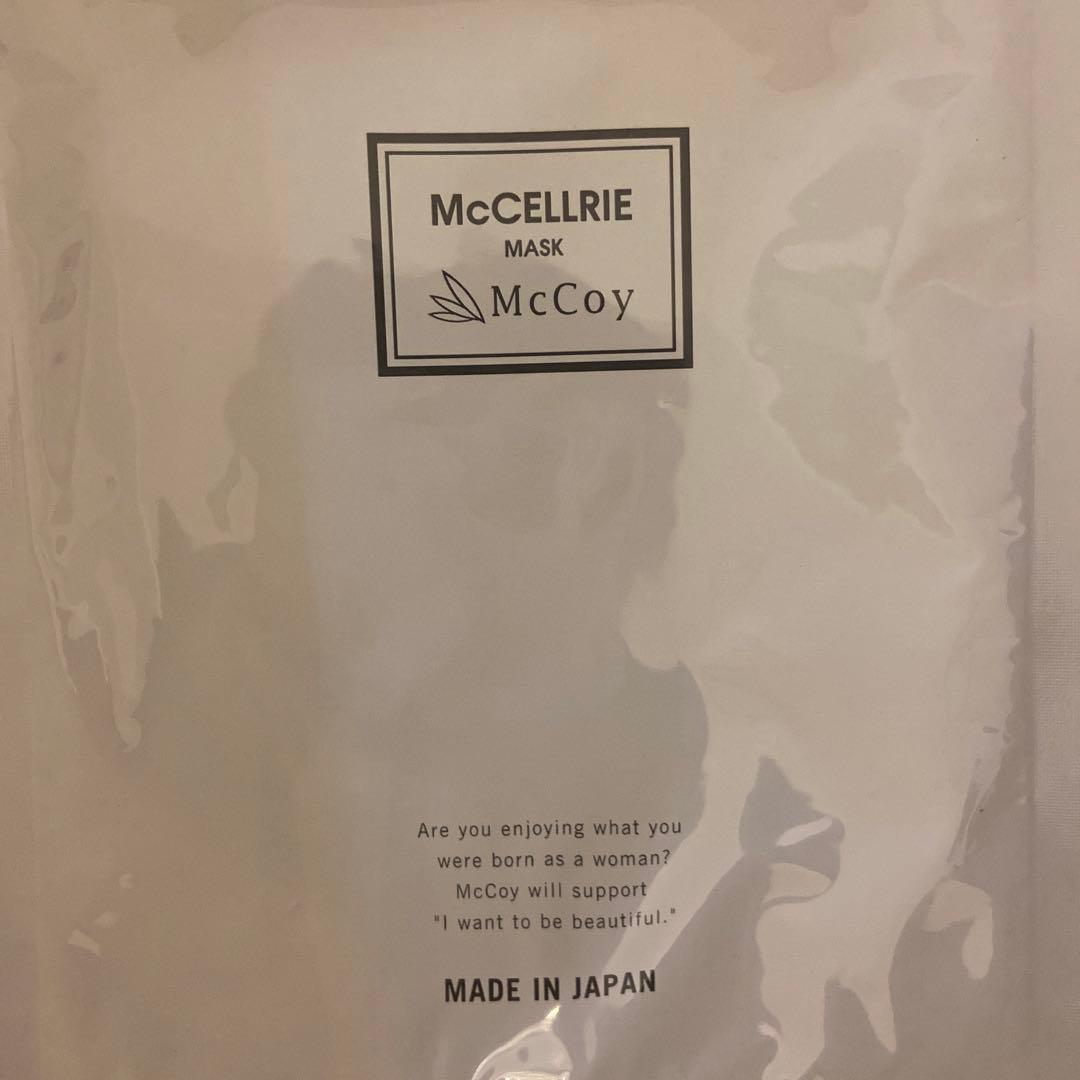 McCELLRIE
MASK
McCoy
Are you enjoying what you
were born as a woman?
McCoy will support
"I want to be beautiful."
MADE IN JAPAN